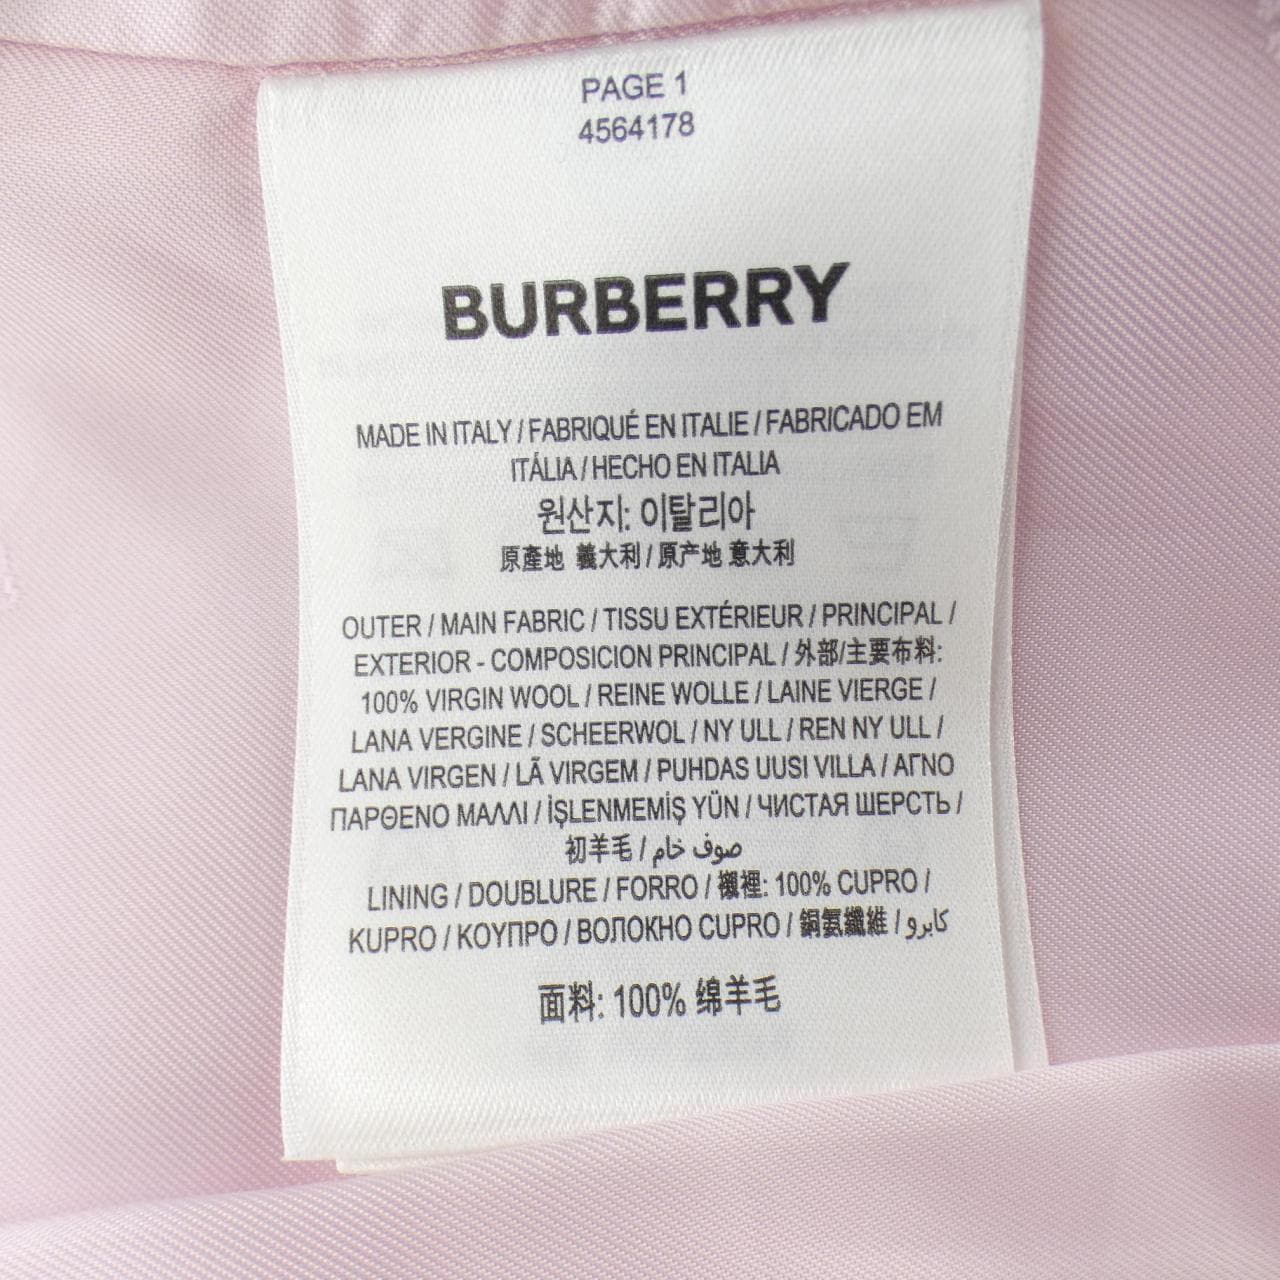 PAGE 1
4564178
BURBERRY
MADE IN ITALY / FABRIQUÉ EN ITALIE / FABRICADO EM
ITÁLIA / HECHO EN ITALIA
원산지: 이탈리아
原產地 義大利 / 原产地 意大利
OUTER / MAIN FABRIC / TISSU EXTÉRIEUR / PRINCIPAL /
EXTERIOR - COMPOSICION PRINCIPAL / 外部/主要布料:
100% VIRGIN WOOL / REINE WOLLE / LAINE VIERGE /
LANA VERGINE / SCHEERWOL / NY ULL / REN NY ULL /
LANA VIRGEN / LÃ VIRGEM / PUHDAS UUSI VILLA / ΑΓΝΟ
ΠΑΡΘΕΝΟ ΜΑΛΛΙ / İŞLENMEMİŞ YÜN / ЧИСТАЯ ШЕРСТЬ /
初羊毛 / صوف خام
LINING / DOUBLURE / FORRO / 襯裡: 100% CUPRO /
KUPRO / ΚΟΥΠΡΟ / ВОЛОКНО CUPRO / 銅氨纖維 / كابرو
面料: 100% 绵羊毛